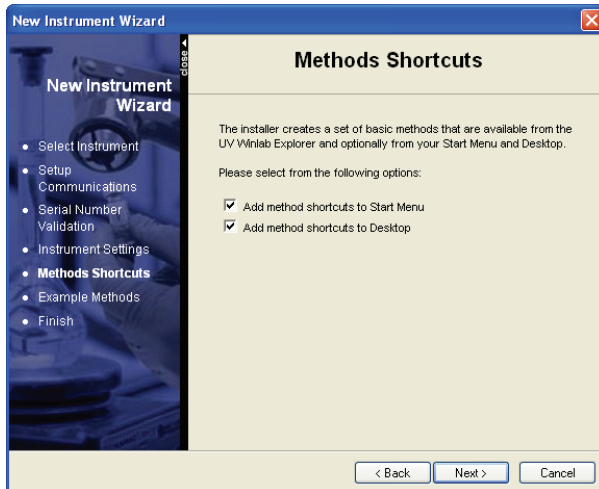 New Instrument Wizard
close
New Instrument
Wizard
Select Instrument
Setup
Communications
Serial Number
Validation
Instrument Settings
Methods Shortcuts
Example Methods
Finish
Methods Shortcuts
The installer creates a set of basic methods that are available from the
UV Winlab Explorer and optionally from your Start Menu and Desktop.
Please select from the following options:
Add method shortcuts to Start Menu
Add method shortcuts to Desktop
< Back
Next >
Cancel